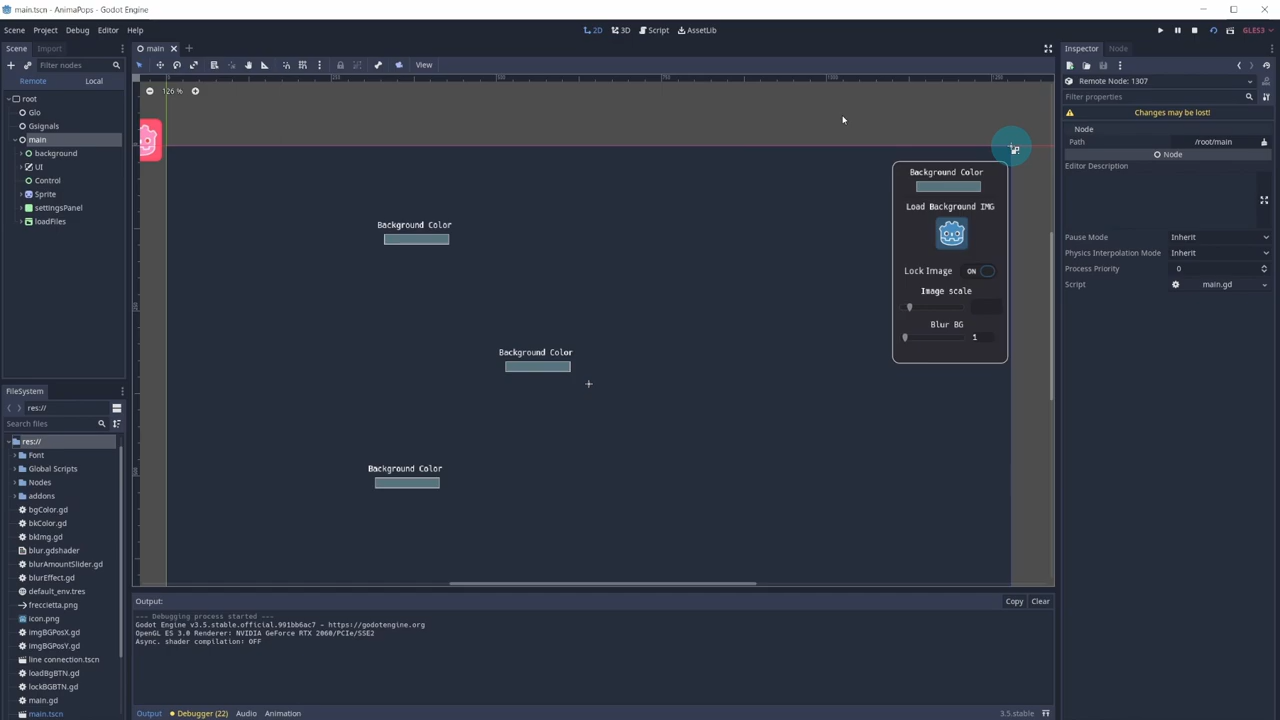 main.tscn - AnimaPops - Godot Engine
Scene Project Debug Editor Help
2D 3D Script AssetLib
GLES3
Scene Import
main
Inspector Node
Filter nodes
View
Remote Local
Remote Node: 1307
126 %
Filter properties
root
Glo
Gsignals
main
background
UI
Control
Sprite
settingsPanel
loadFiles
Changes may be lost!
Node
Path /root/main
Node
Editor Description
Pause Mode Inherit
Physics Interpolation Mode Inherit
Process Priority 0
Script main.gd
Background Color
Load Background IMG
Lock Image ON
Image scale
Blur BG
1
Background Color
Background Color
Background Color
FileSystem
res://
Search files
res://
Font
Global Scripts
Nodes
addons
bgColor.gd
bkColor.gd
bkImg.gd
blur.gdshader
blurAmountSlider.gd
blurEffect.gd
default_env.tres
freccietta.png
icon.png
imgBGPosX.gd
imgBGPosY.gd
line connection.tscn
loadBgBTN.gd
lockBGBTN.gd
main.gd
main.tscn
Output:
Copy Clear
--- Debugging process started ---
Godot Engine v3.5.stable.official.991bb6ac7 - https://godotengine.org
OpenGL ES 3.0 Renderer: NVIDIA GeForce RTX 2060/PCIe/SSE2
Async. shader compilation: OFF
Output Debugger (22) Audio Animation
3.5.stable